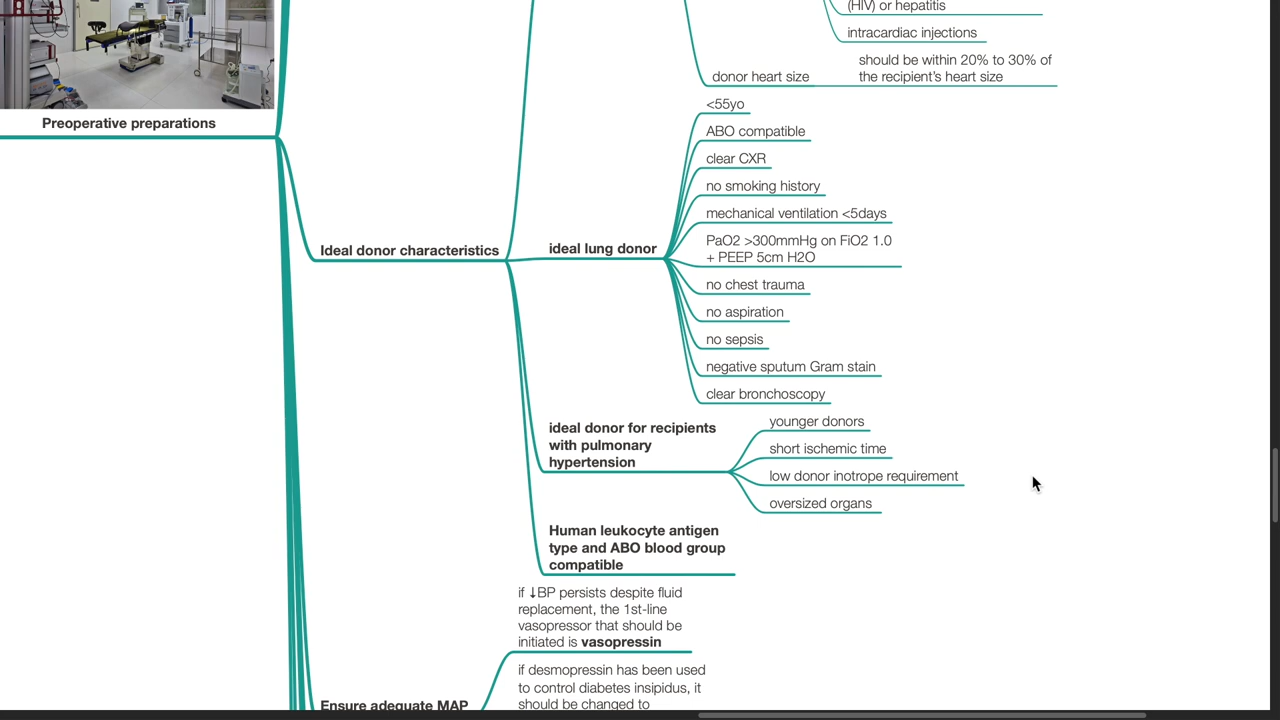 (HIV) or hepatitis
intracardiac injections
should be within 20% to 30% of
the recipient's heart size
donor heart size
Preoperative preparations
Ideal donor characteristics
ideal lung donor
<55yo
ABO compatible
clear CXR
no smoking history
mechanical ventilation <5days
PaO2 >300mmHg on FiO2 1.0
+ PEEP 5cm H2O
no chest trauma
no aspiration
no sepsis
negative sputum Gram stain
clear bronchoscopy
ideal donor for recipients
with pulmonary
hypertension
younger donors
short ischemic time
low donor inotrope requirement
oversized organs
Human leukocyte antigen
type and ABO blood group
compatible
Ensure adequate MAP
if ↓BP persists despite fluid
replacement, the 1st-line
vasopressor that should be
initiated is vasopressin
if desmopressin has been used
to control diabetes insipidus, it
should be changed to